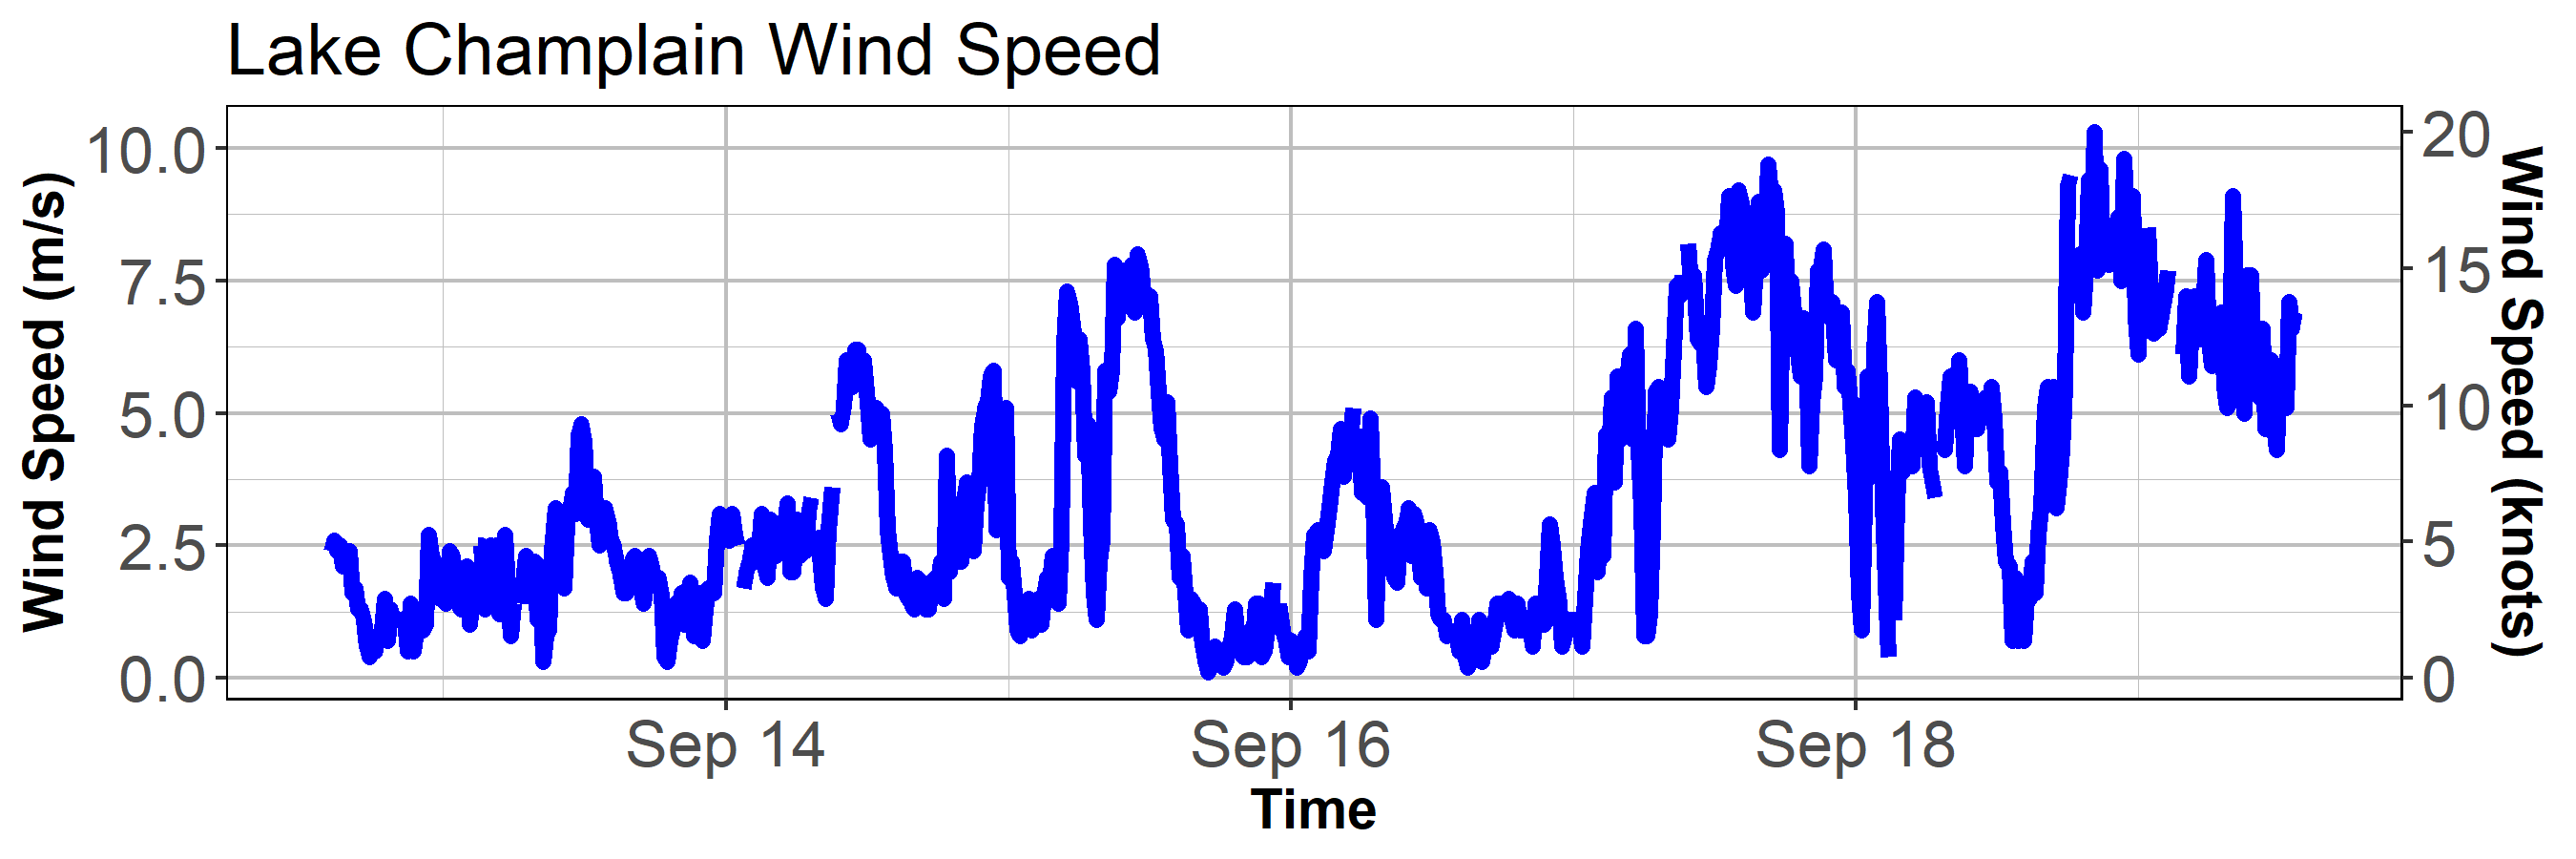 Lake Champlain Wind Speed
Wind Speed (m/s)
10.0
7.5
5.0
2.5
0.0
20
15
10
5
0
Wind Speed (knots)
Sep 14
Sep 16
Sep 18
Time